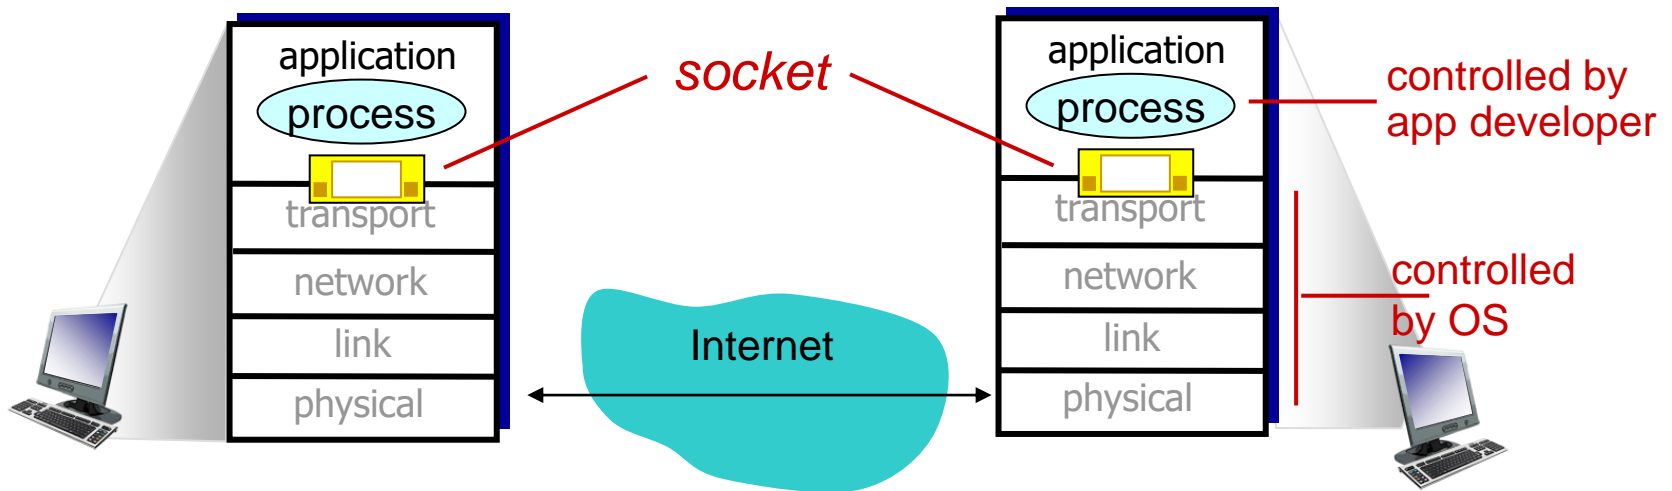 application
process
transport
network
link
physical
socket
Internet
application
process
transport
network
link
physical
controlled by
app developer
controlled
by OS